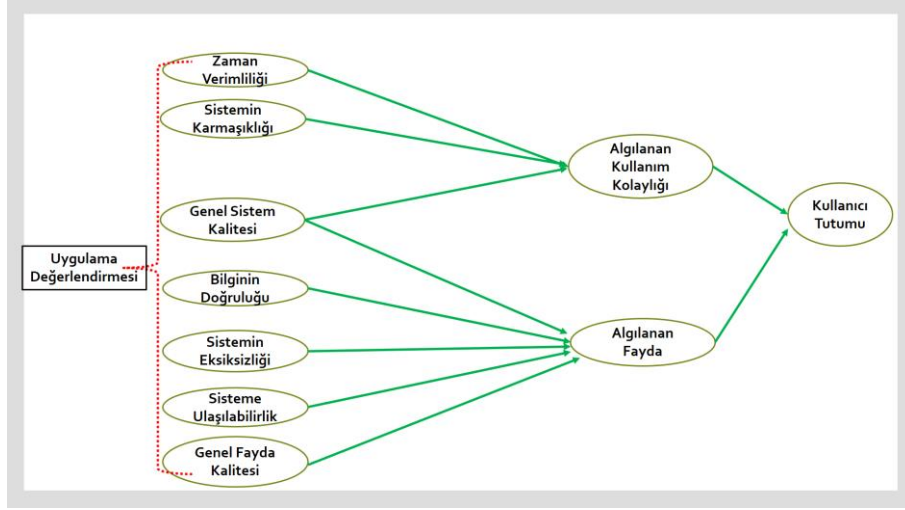 Zaman
Verimliliği
Sistemin
Karmaşıklığı
Algılanan
Kullanım
Kolaylığı
Kullanıcı
Tutumu
Genel Sistem
Kalitesi
Uygulama
Değerlendirmesi
Bilginin
Doğruluğu
Sistemin
Eksiksizliği
Algılanan
Fayda
Sisteme
Ulaşılabilirlik
Genel Fayda
Kalitesi